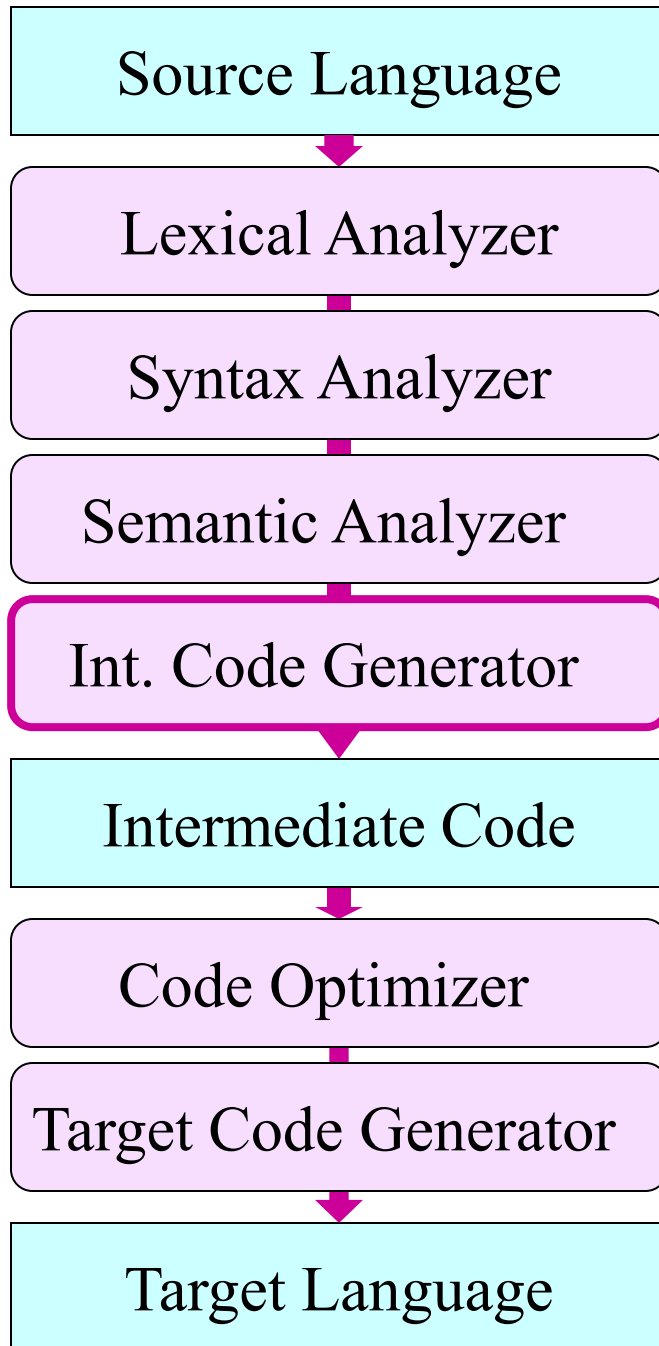 Source Language
Lexical Analyzer
Syntax Analyzer
Semantic Analyzer
Int. Code Generator
Intermediate Code
Code Optimizer
Target Code Generator
Target Language